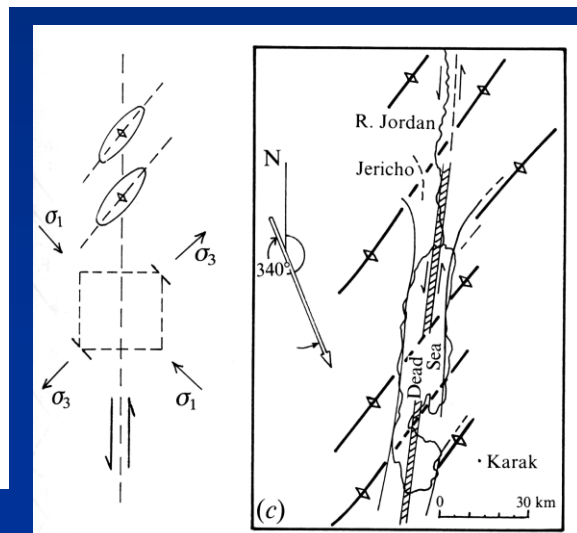 σ1
σ3
σ3
σ1
R. Jordan
Jericho
N
340°
Dead
Sea
Karak
(c)
0 30 km